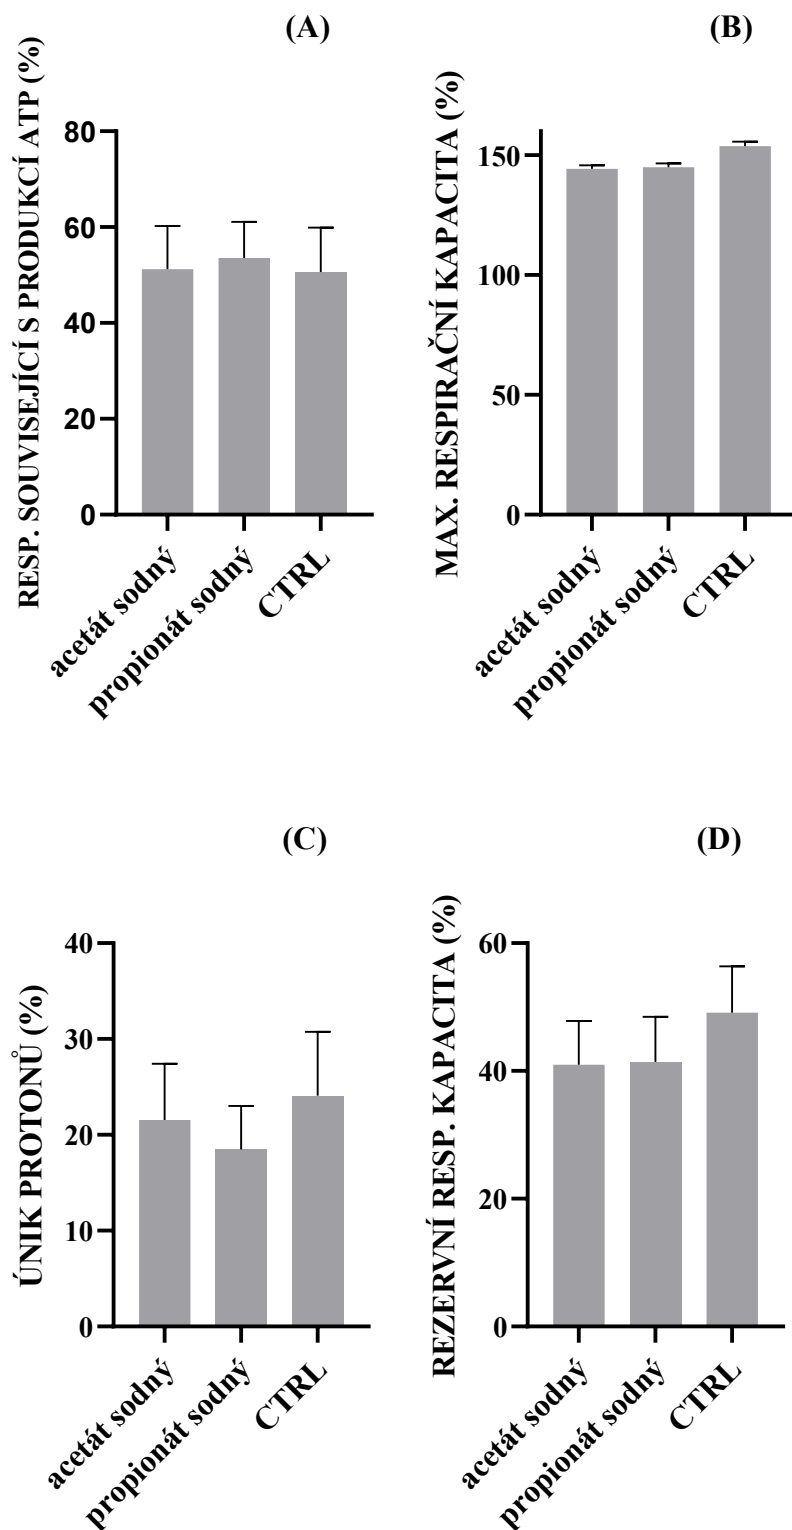 (A)
RESP. SOUVISEJÍCÍ S PRODUKCÍ ATP (%)
80
60
40
20
0
acetát sodný
propionát sodný
CTRL
(B)
MAX. RESPIRAČNÍ KAPACITA (%)
150
100
50
0
acetát sodný
propionát sodný
CTRL
(C)
ÚNIK PROTONŮ (%)
40
30
20
10
0
acetát sodný
propionát sodný
CTRL
(D)
REZERVNÍ RESP. KAPACITA (%)
60
40
20
0
acetát sodný
propionát sodný
CTRL